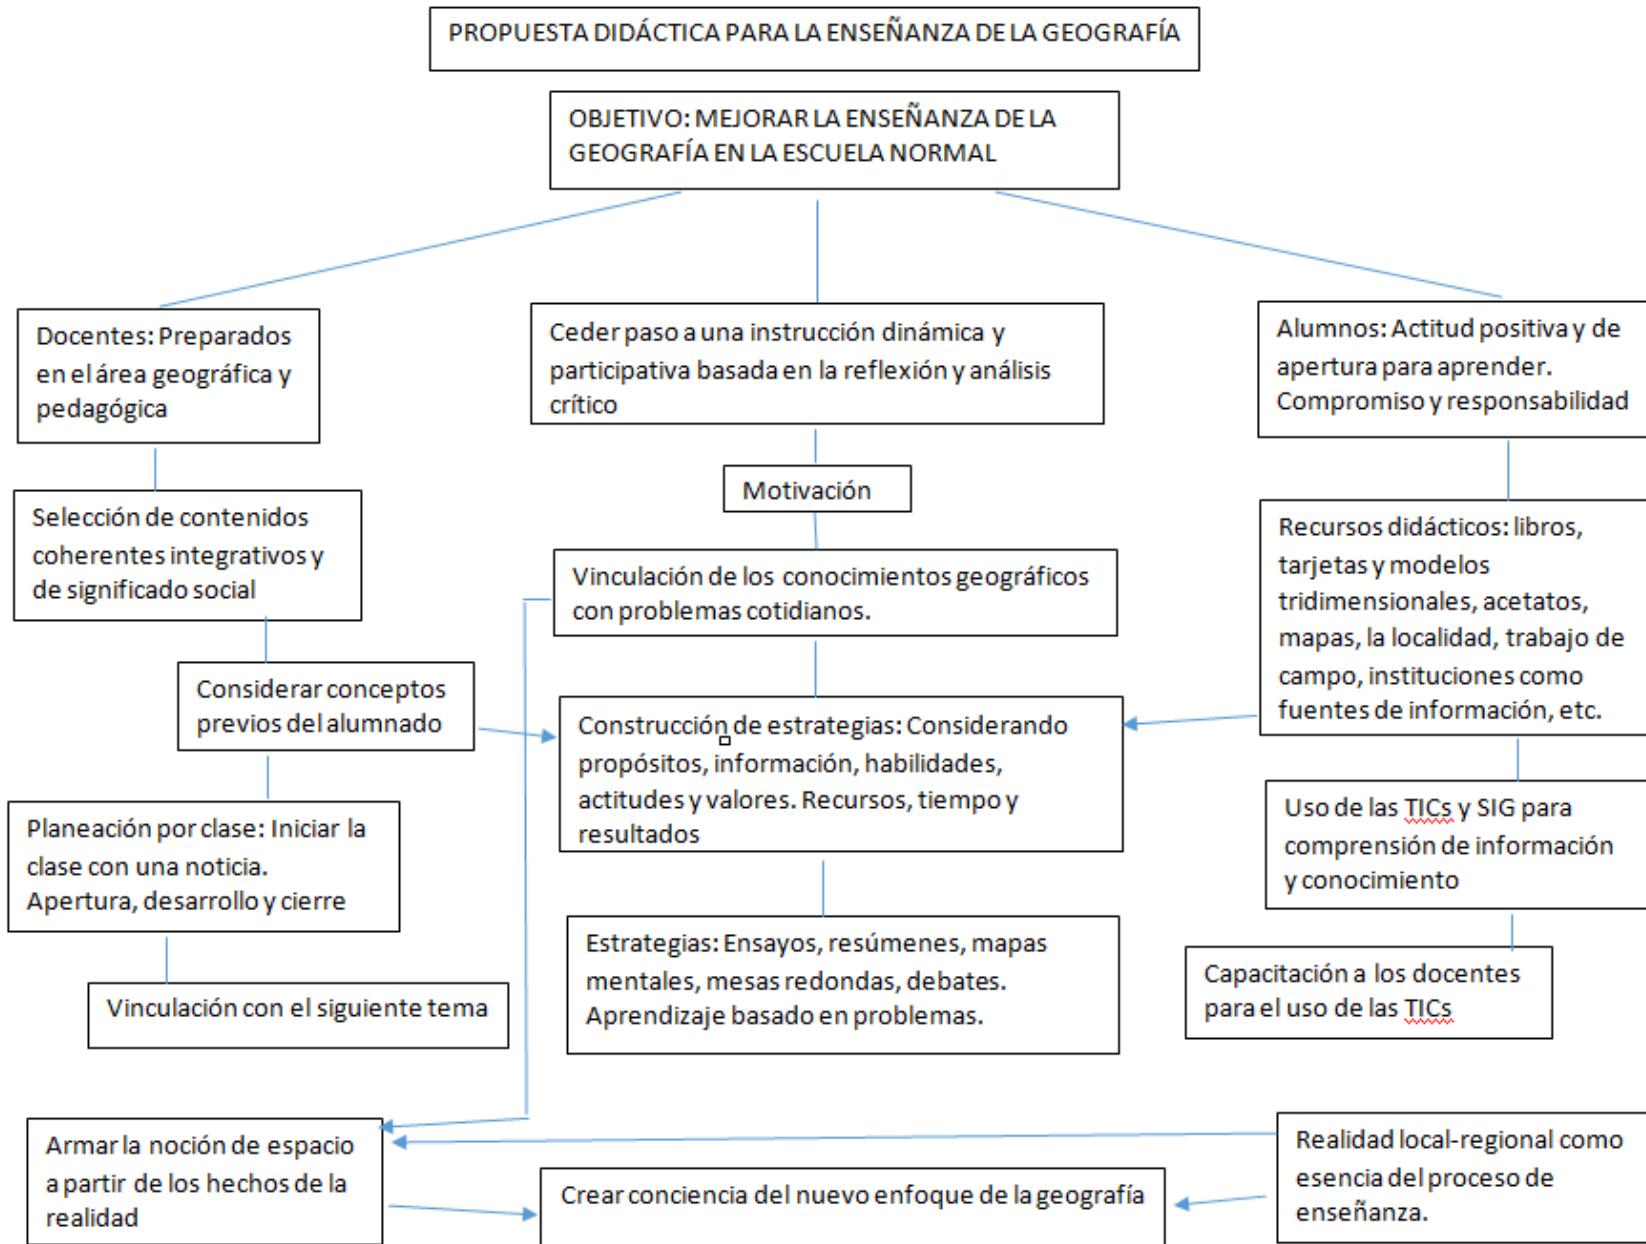 PROPUESTA DIDÁCTICA PARA LA ENSEÑANZA DE LA GEOGRAFÍA
OBJETIVO: MEJORAR LA ENSEÑANZA DE LA
GEOGRAFÍA EN LA ESCUELA NORMAL
Docentes: Preparados
en el área geográfica y
pedagógica
Ceder paso a una instrucción dinámica y
participativa basada en la reflexión y análisis
crítico
Alumnos: Actitud positiva y de
apertura para aprender.
Compromiso y responsabilidad
Selección de contenidos
coherentes integrativos y
de significado social
Motivación
Vinculación de los conocimientos geográficos
con problemas cotidianos.
Recursos didácticos: libros,
tarjetas y modelos
tridimensionales, acetatos,
mapas, la localidad, trabajo de
campo, instituciones como
fuentes de información, etc.
Considerar conceptos
previos del alumnado
Construcción de estrategias: Considerando
propósitos, información, habilidades,
actitudes y valores. Recursos, tiempo y
resultados
Planeación por clase: Iniciar la
clase con una noticia.
Apertura, desarrollo y cierre
Uso de las TICs y SIG para
comprensión de información
y conocimiento
Estrategias: Ensayos, resúmenes, mapas
mentales, mesas redondas, debates.
Aprendizaje basado en problemas.
Capacitación a los docentes
para el uso de las TICs
Vinculación con el siguiente tema
Armar la noción de espacio
a partir de los hechos de la
realidad
Crear conciencia del nuevo enfoque de la geografía
Realidad local-regional como
esencia del proceso de
enseñanza.